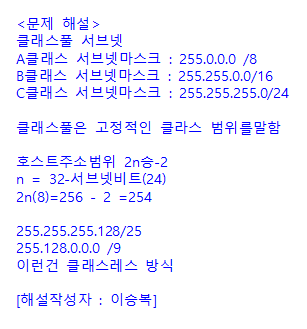 <문제 해설>
클래스풀 서브넷
A클래스 서브넷마스크 : 255.0.0.0 /8
B클래스 서브넷마스크 : 255.255.0.0/16
C클래스 서브넷마스크 : 255.255.255.0/24
클래스풀은 고정적인 클라스 범위를말함
호스트주소범위 2n승-2
n = 32-서브넷비트(24)
2n(8)=256 - 2 =254
255.255.255.128/25
255.128.0.0.0 /9
이런건 클래스레스 방식
[해설작성자 : 이승복]